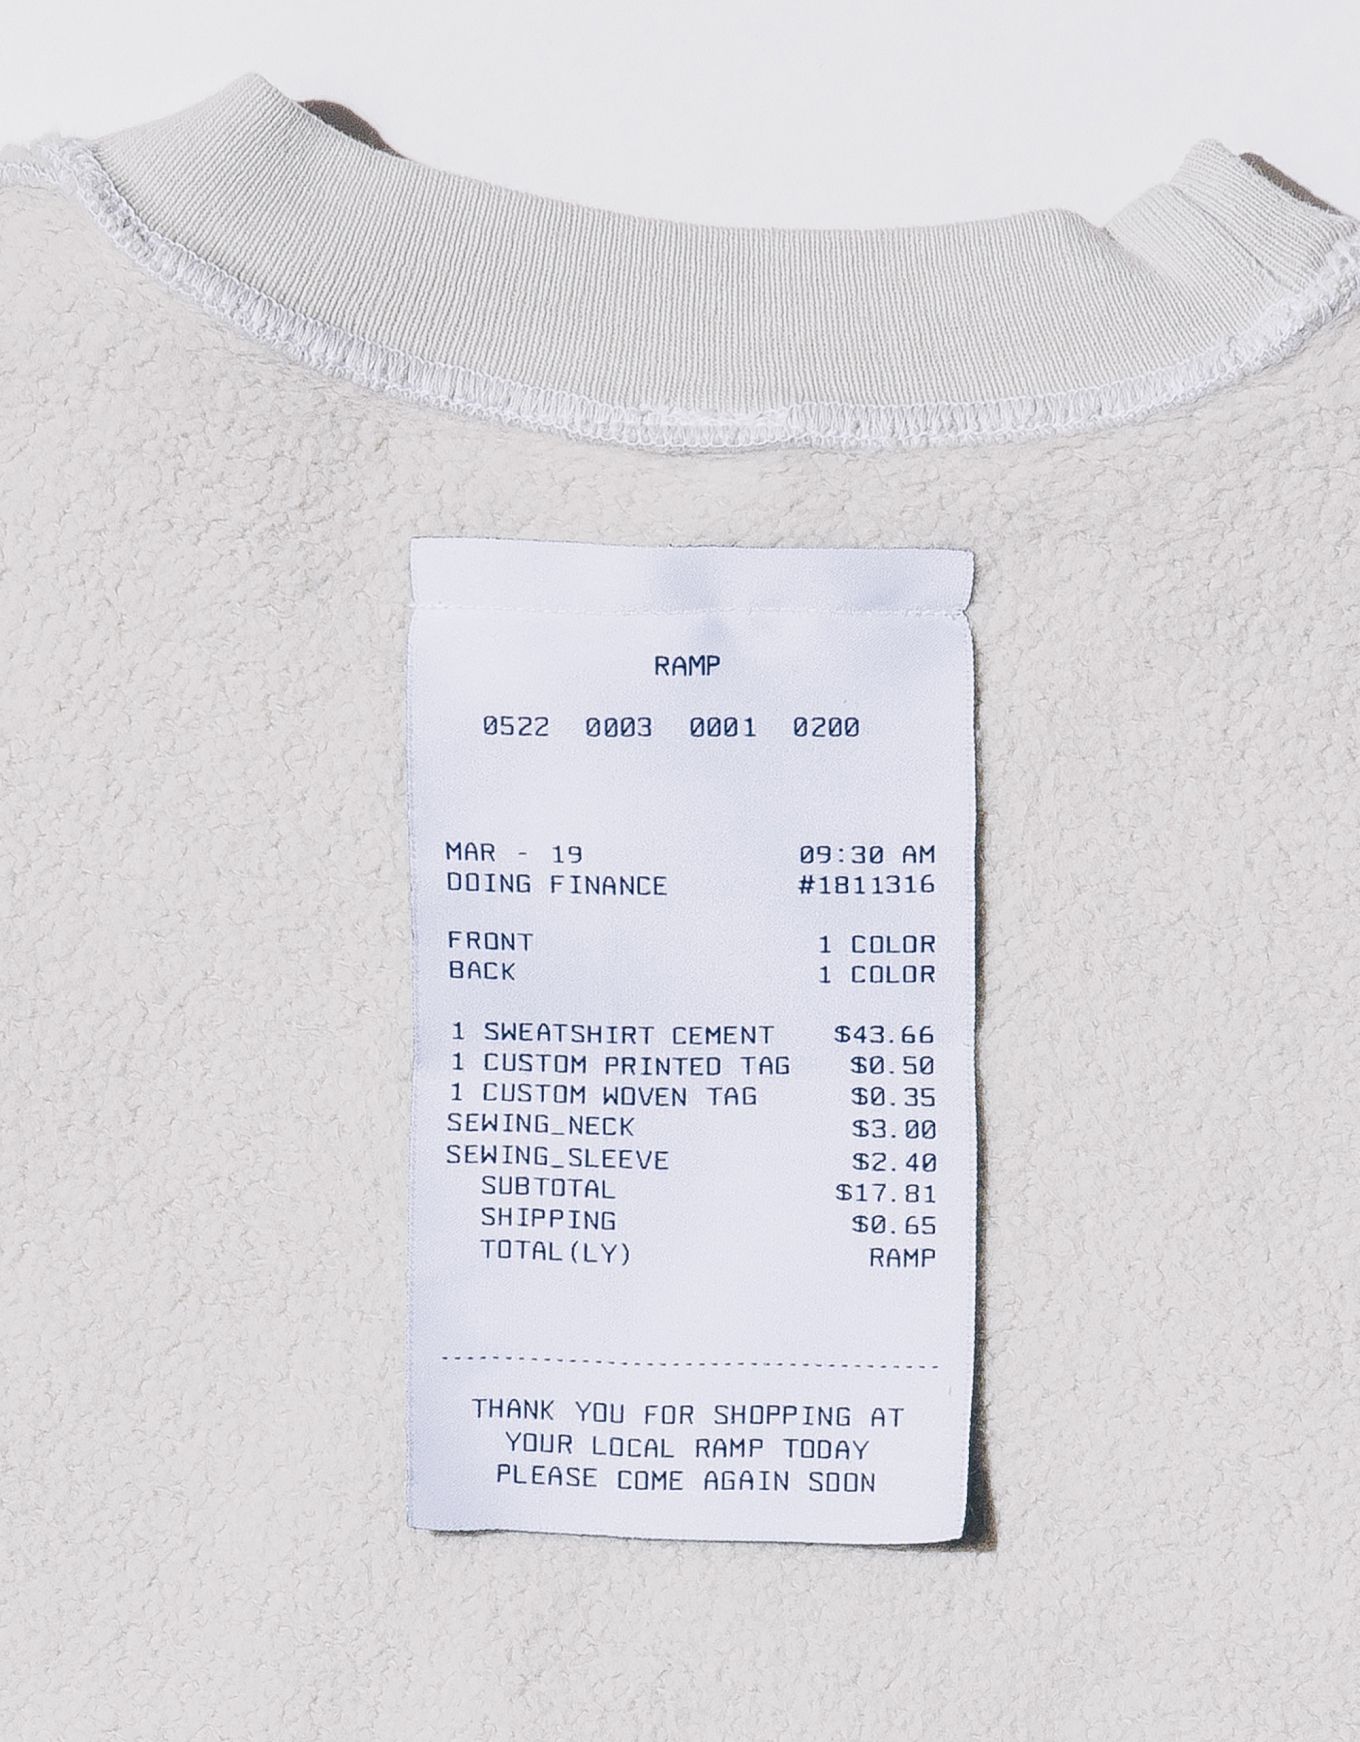 RAMP
0522 0003 0001 0200
MAR - 19 09:30 AM
DOING FINANCE #1811316
FRONT 1 COLOR
BACK 1 COLOR
1 SWEATSHIRT CEMENT $43.66
1 CUSTOM PRINTED TAG $0.50
1 CUSTOM WOVEN TAG $0.35
SEWING_NECK $3.00
SEWING_SLEEVE $2.40
SUBTOTAL $17.81
SHIPPING $0.65
TOTAL(LY) RAMP
THANK YOU FOR SHOPPING AT
YOUR LOCAL RAMP TODAY
PLEASE COME AGAIN SOON